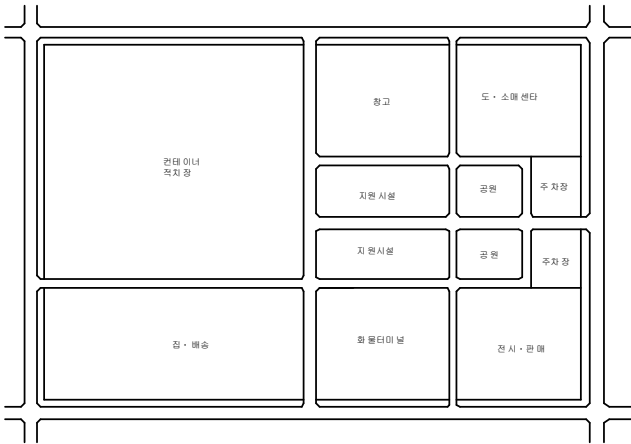 창고
도·소매센타
컨테이너
적치장
지원시설
공원
주차장
지원시설
공원
주차장
집·배송
화물터미널
전시·판매